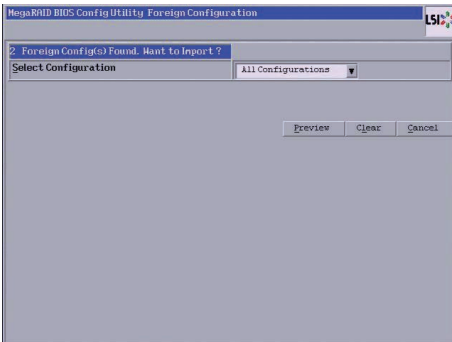 MegaRAID BIOS Config Utility Foreign Configuration
LSI
2 Foreign Config(s) Found. Want to Import ?
Select Configuration
All Configurations
Preview Clear Cancel